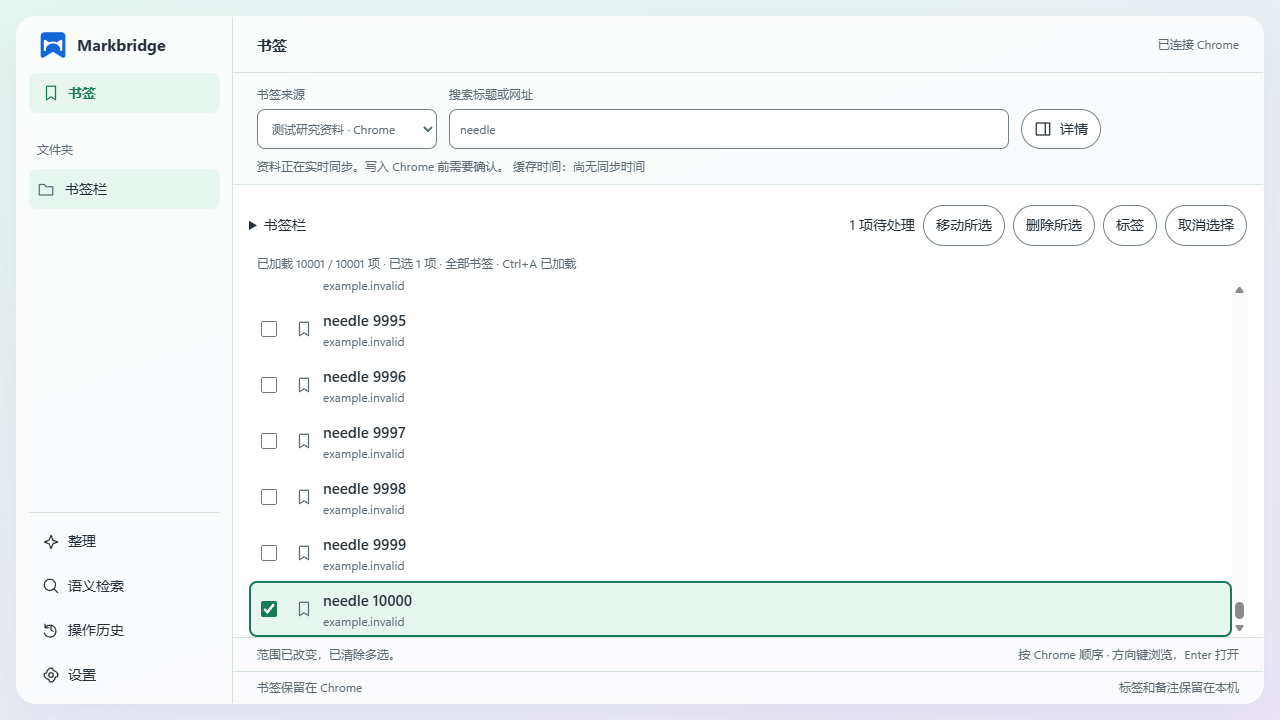 Markbridge
书签
文件夹
书签栏
整理
语义检索
操作历史
设置
书签
已连接 Chrome
书签来源
搜索标题或网址
测试研究资料 · Chrome
needle
详情
资料正在实时同步。写入 Chrome 前需要确认。 缓存时间：尚无同步时间
书签栏
1 项待处理
移动所选
删除所选
标签
取消选择
已加载 10001 / 10001 项 · 已选 1 项 · 全部书签 · Ctrl+A 已加载
example.invalid
needle 9995
example.invalid
needle 9996
example.invalid
needle 9997
example.invalid
needle 9998
example.invalid
needle 9999
example.invalid
needle 10000
example.invalid
范围已改变，已清除多选。
按 Chrome 顺序 · 方向键浏览，Enter 打开
书签保留在 Chrome
标签和备注保留在本机